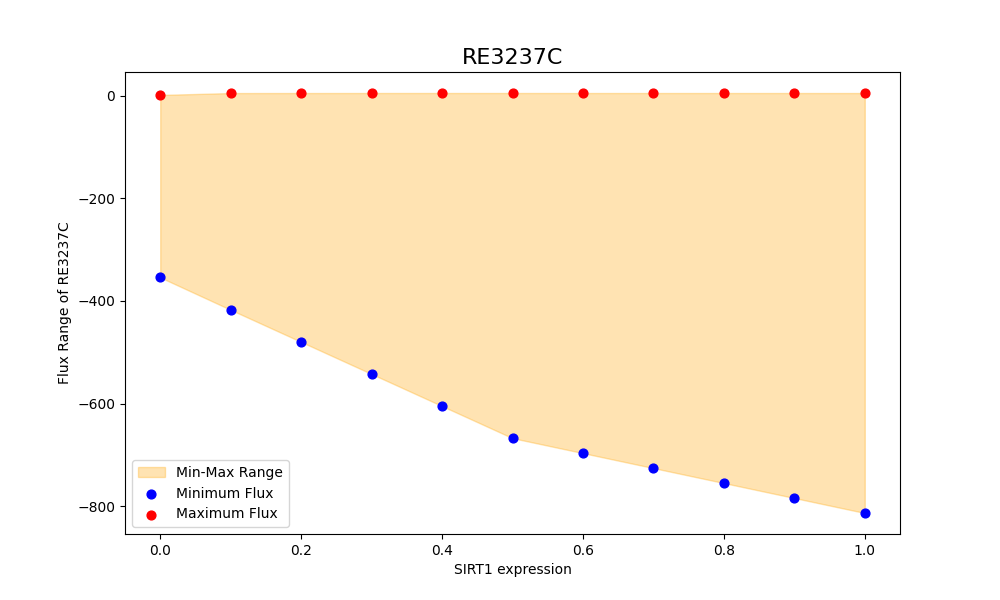 RE3237C
Flux Range of RE3237C
0
−200
−400
−600
−800
Min-Max Range
Minimum Flux
Maximum Flux
0.0
0.2
0.4
0.6
0.8
1.0
SIRT1 expression